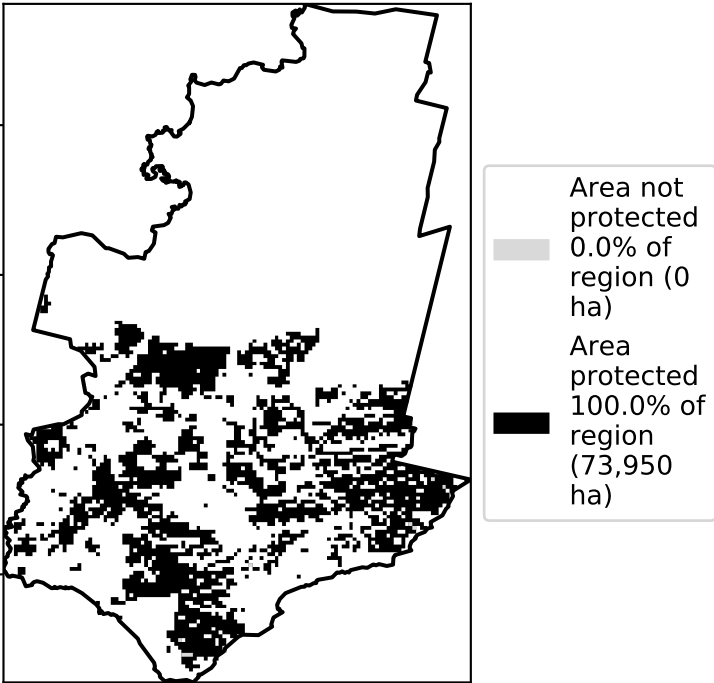 Area not
protected
0.0% of
region (0
ha)
Area
protected
100.0% of
region
(73,950
ha)